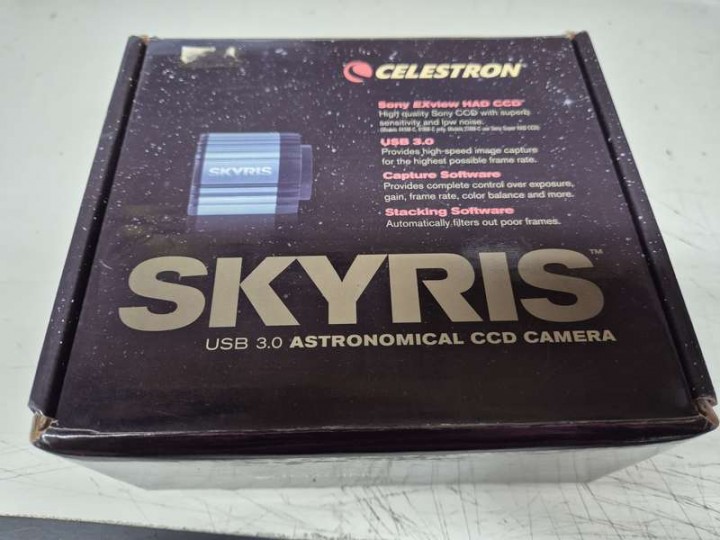 CELESTRON
Sony EXview HAD CCD™
High quality Sony CCD with superb
sensitivity and low noise.
USB 3.0
Provides high-speed image capture
for the highest possible frame rate.
Capture Software
Provides complete control over exposure,
gain, frame rate, color balance and more.
Stacking Software
Automatically filters out poor frames.
SKYRIS
SKYRIS™
USB 3.0 ASTRONOMICAL CCD CAMERA